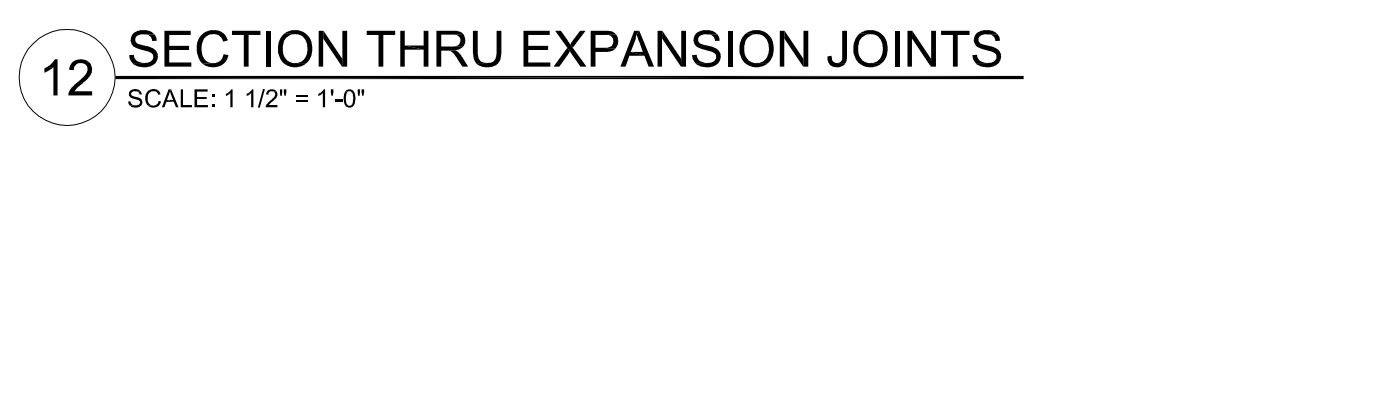 12
SECTION THRU EXPANSION JOINTS
SCALE: 1 1/2" = 1'-0"